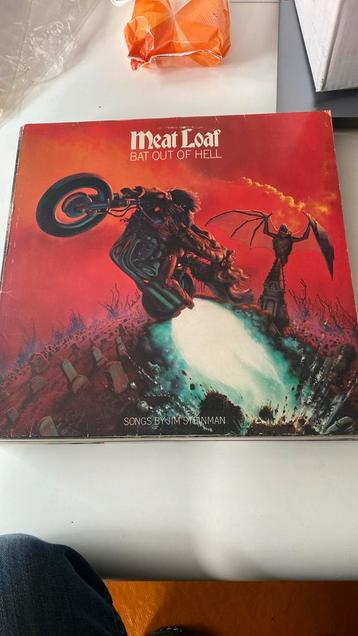 Meat Loaf
BAT OUT OF HELL
SONGS BY JIM STEINMAN